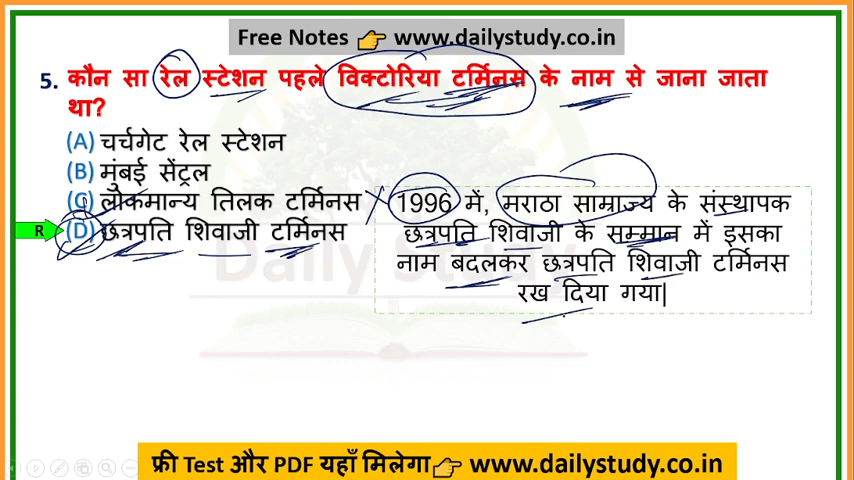 Free Notes 👉 www.dailystudy.co.in
5. कौन सा रेल स्टेशन पहले विक्टोरिया टर्मिनस के नाम से जाना जाता
था?
(A) चर्चगेट रेल स्टेशन
(B) मुंबई सेंट्रल
(C) लोकमान्य तिलक टर्मिनस
R (D) छत्रपति शिवाजी टर्मिनस
1996 में, मराठा साम्राज्य के संस्थापक
छत्रपति शिवाजी के सम्मान में इसका
नाम बदलकर छत्रपति शिवाजी टर्मिनस
रख दिया गया|
Daily Study
फ्री Test और PDF यहाँ मिलेगा👉 www.dailystudy.co.in